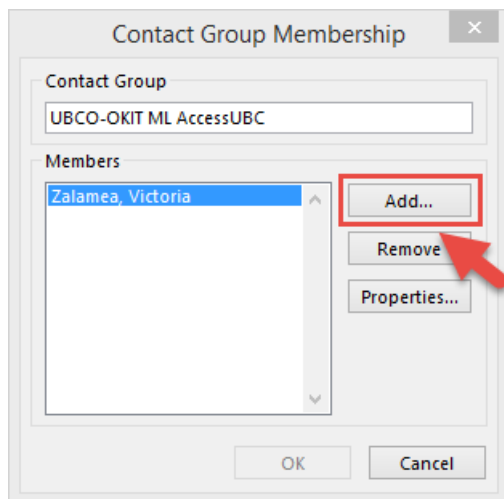 Contact Group Membership
Contact Group
UBCO-OKIT ML AccessUBC
Members
Zalamea, Victoria
Add...
Remove
Properties...
OK
Cancel